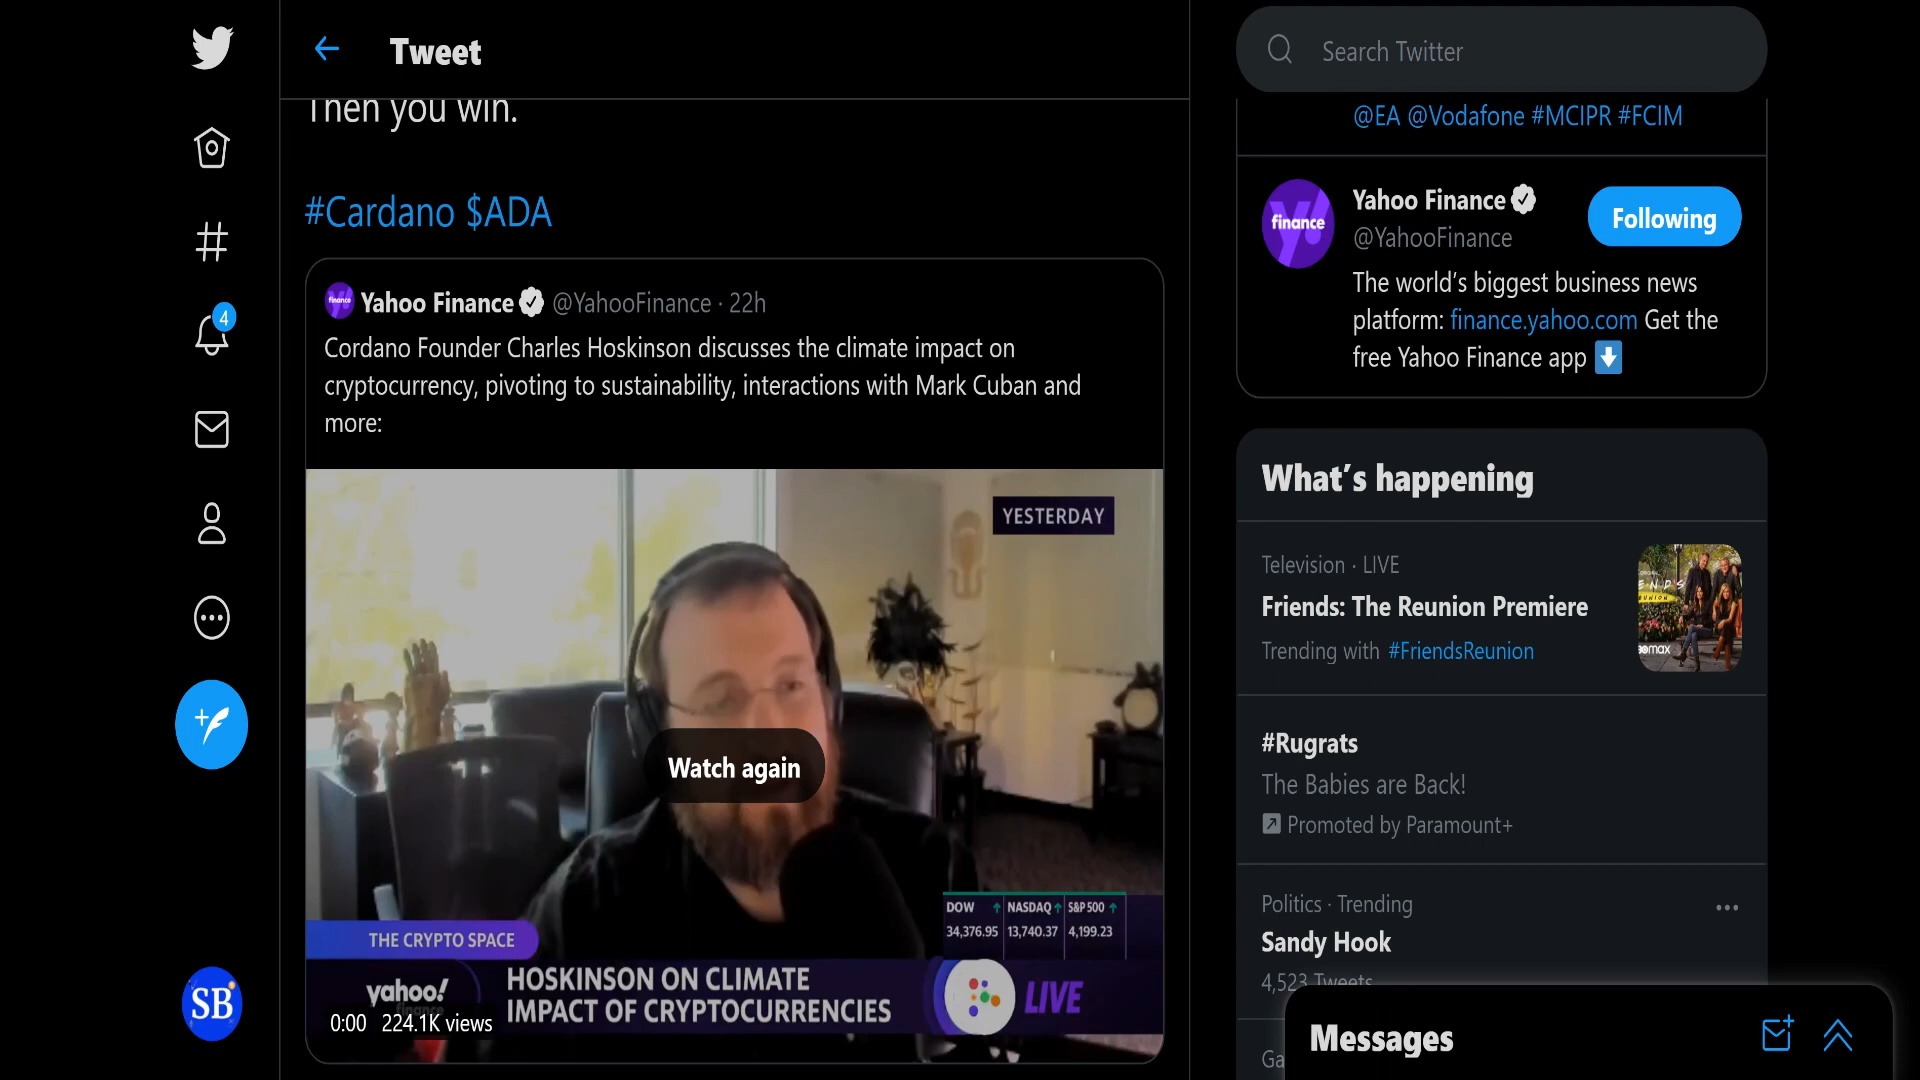 Tweet
Then you win.
#Cardano $ADA
Yahoo Finance @YahooFinance · 22h
Cordano Founder Charles Hoskinson discusses the climate impact on
cryptocurrency, pivoting to sustainability, interactions with Mark Cuban and
more:
YESTERDAY
Watch again
DOW NASDAQ S&P 500
34,376.95 13,740.37 4,199.23
THE CRYPTO SPACE
yahoo!
finance
HOSKINSON ON CLIMATE
IMPACT OF CRYPTOCURRENCIES
LIVE
0:00 224.1K views
4
SB
Search Twitter
@EA @Vodafone #MCIPR #FCIM
finance
Yahoo Finance
@YahooFinance
Following
The world's biggest business news
platform: finance.yahoo.com Get the
free Yahoo Finance app
What's happening
Television · LIVE
Friends: The Reunion Premiere
Trending with #FriendsReunion
#Rugrats
The Babies are Back!
Promoted by Paramount+
Politics · Trending
Sandy Hook
4,523 Tweets
Ga
Messages